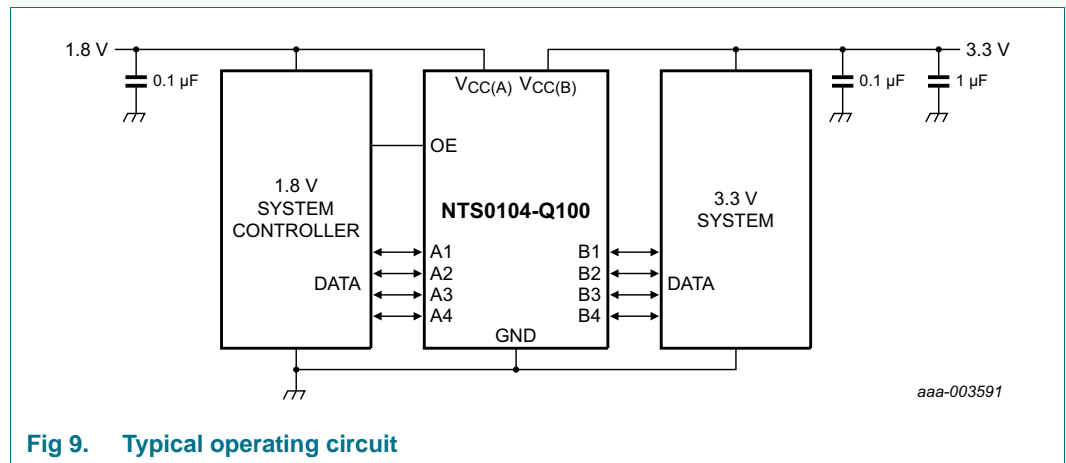 1.8 V
3.3 V
0.1 µF
0.1 µF
1 µF
VCC(A) VCC(B)
OE
1.8 V
SYSTEM
CONTROLLER
NTS0104-Q100
3.3 V
SYSTEM
DATA
A1
A2
A3
A4
B1
B2
B3
B4
DATA
GND
aaa-003591
Fig 9. Typical operating circuit